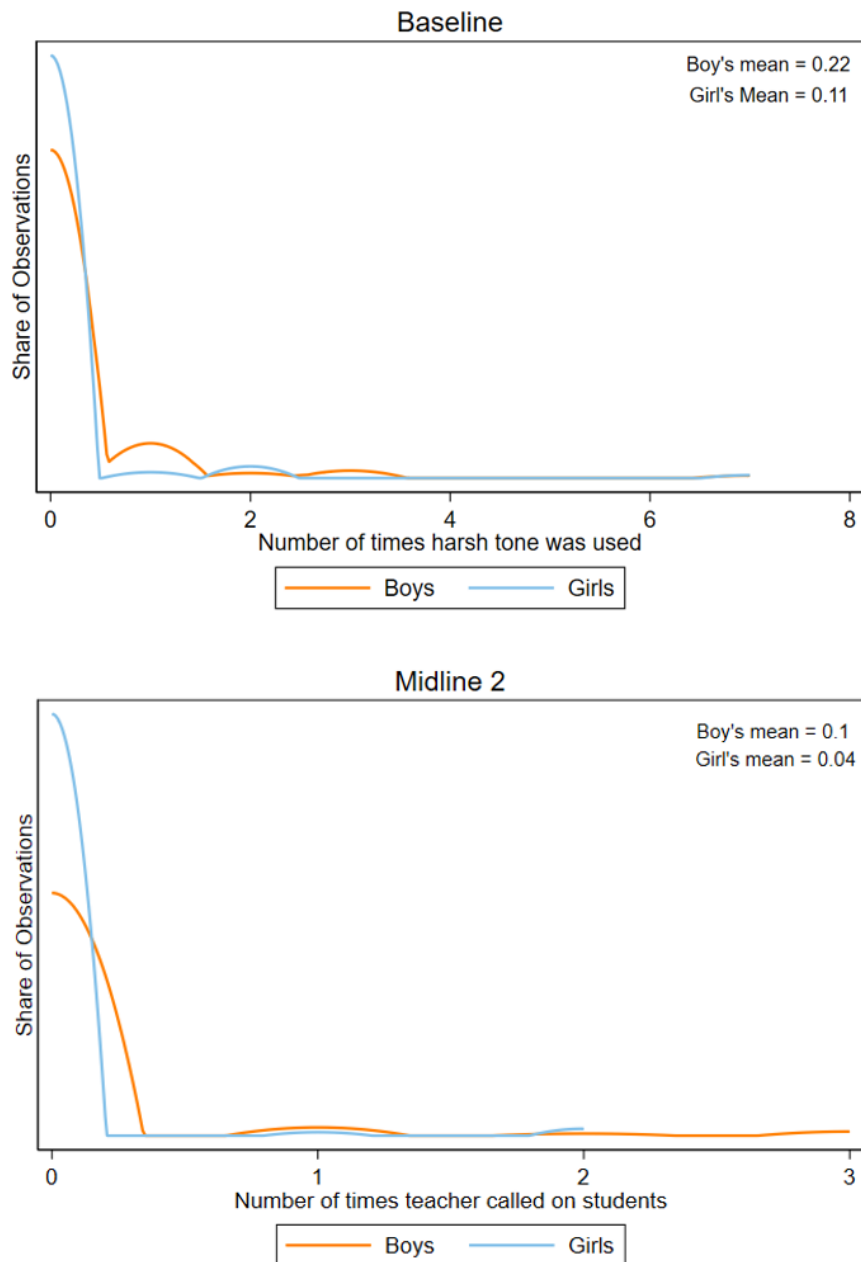 Baseline
Boy's mean = 0.22
Girl's Mean = 0.11
Share of Observations
0 2 4 6 8
Number of times harsh tone was used
Boys Girls
Midline 2
Boy's mean = 0.1
Girl's mean = 0.04
Share of Observations
0 1 2 3
Number of times teacher called on students
Boys Girls